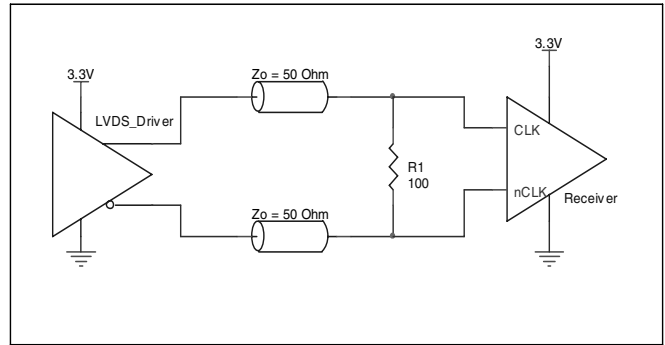 3.3V
LVDS_Driver
Zo = 50 Ohm
Zo = 50 Ohm
R1
100
3.3V
CLK
nCLK
Receiver